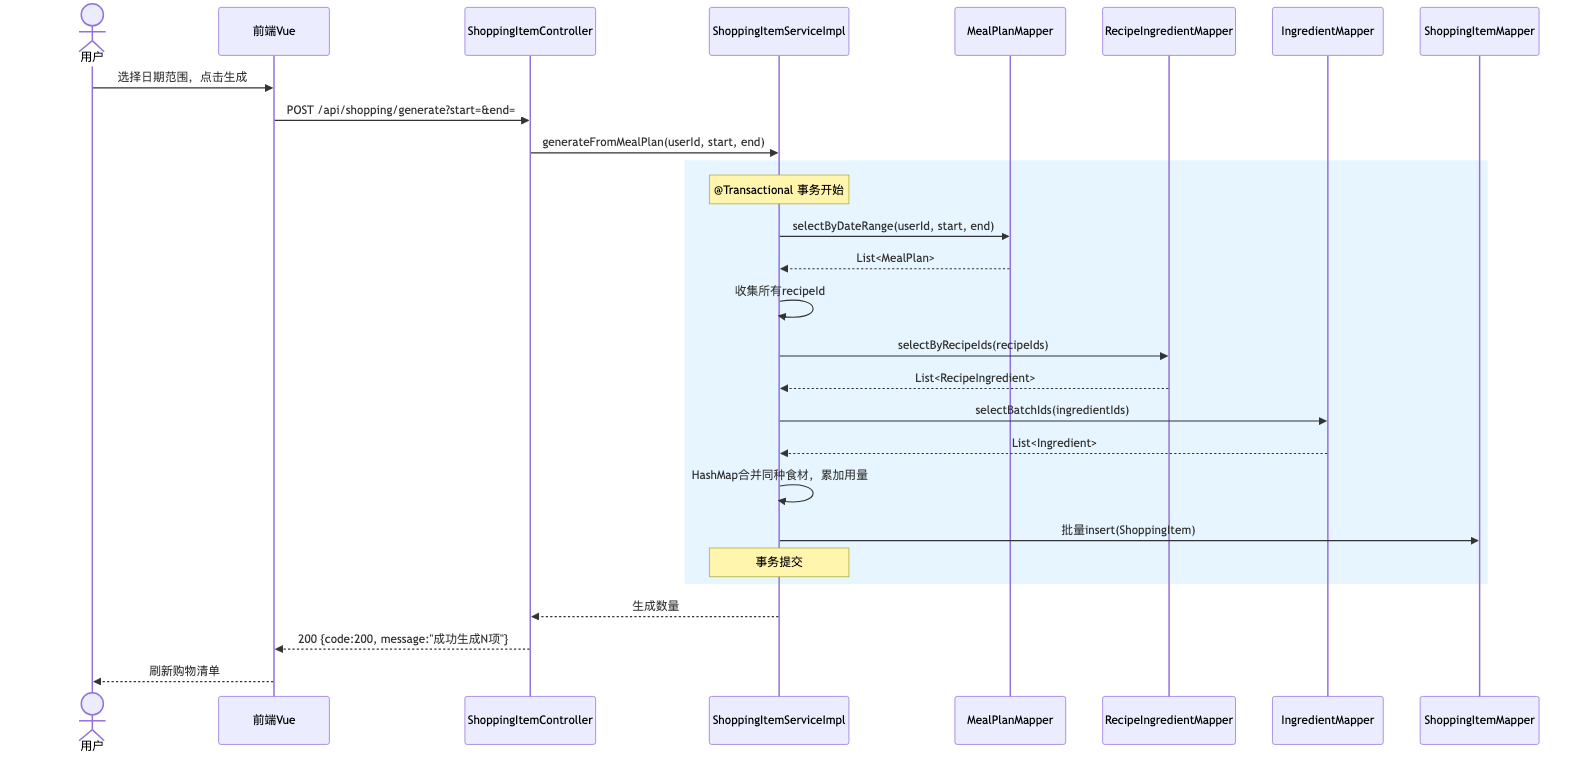 用户
前端Vue
ShoppingItemController
ShoppingItemServiceImpl
MealPlanMapper
RecipeIngredientMapper
IngredientMapper
ShoppingItemMapper
选择日期范围，点击生成
POST /api/shopping/generate?start=&end=
generateFromMealPlan(userId, start, end)
@Transactional 事务开始
selectByDateRange(userId, start, end)
List<MealPlan>
收集所有recipeId
selectByRecipeIds(recipeIds)
List<RecipeIngredient>
selectBatchIds(ingredientIds)
List<Ingredient>
HashMap合并同种食材，累加用量
批量insert(ShoppingItem)
事务提交
生成数量
200 {code:200, message:"成功生成N项"}
刷新购物清单
用户
前端Vue
ShoppingItemController
ShoppingItemServiceImpl
MealPlanMapper
RecipeIngredientMapper
IngredientMapper
ShoppingItemMapper